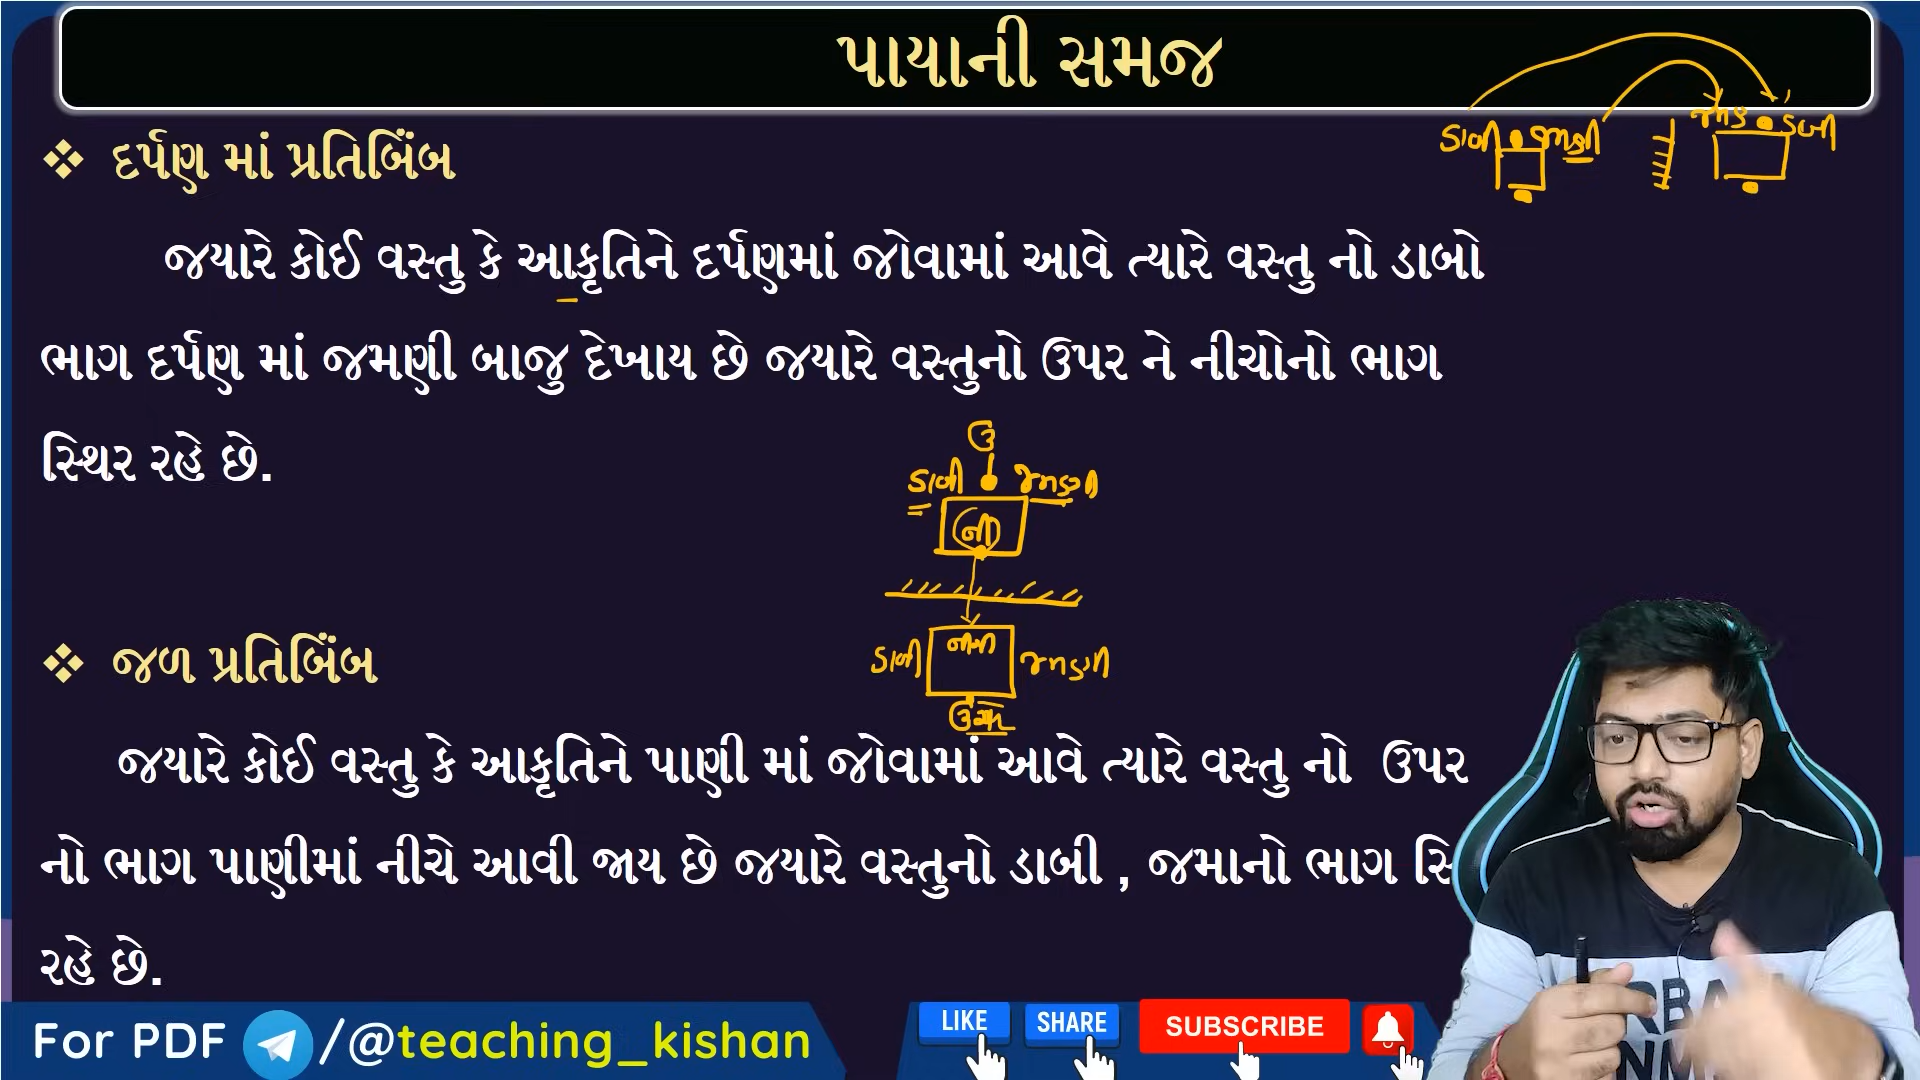 પાયાની સમજ
❖ દર્પણ માં પ્રતિબિંબ
ડાબી જમણી
ડાબી
જયારે કોઈ વસ્તુ કે આકૃતિને દર્પણમાં જોવામાં આવે ત્યારે વસ્તુ નો ડાબો
ભાગ દર્પણ માં જમણી બાજુ દેખાય છે જયારે વસ્તુનો ઉપર ને નીચોનો ભાગ
સ્થિર રહે છે.
ઉ
ડાબી જમણી
ની
ડાબી નીચે જમણી
ઉપર
❖ જળ પ્રતિબિંબ
જયારે કોઈ વસ્તુ કે આકૃતિને પાણી માં જોવામાં આવે ત્યારે વસ્તુ નો ઉપર
નો ભાગ પાણીમાં નીચે આવી જાય છે જયારે વસ્તુનો ડાબી , જમાનો ભાગ સ્િ
રહે છે.
For PDF /@teaching_kishan
LIKE SHARE SUBSCRIBE